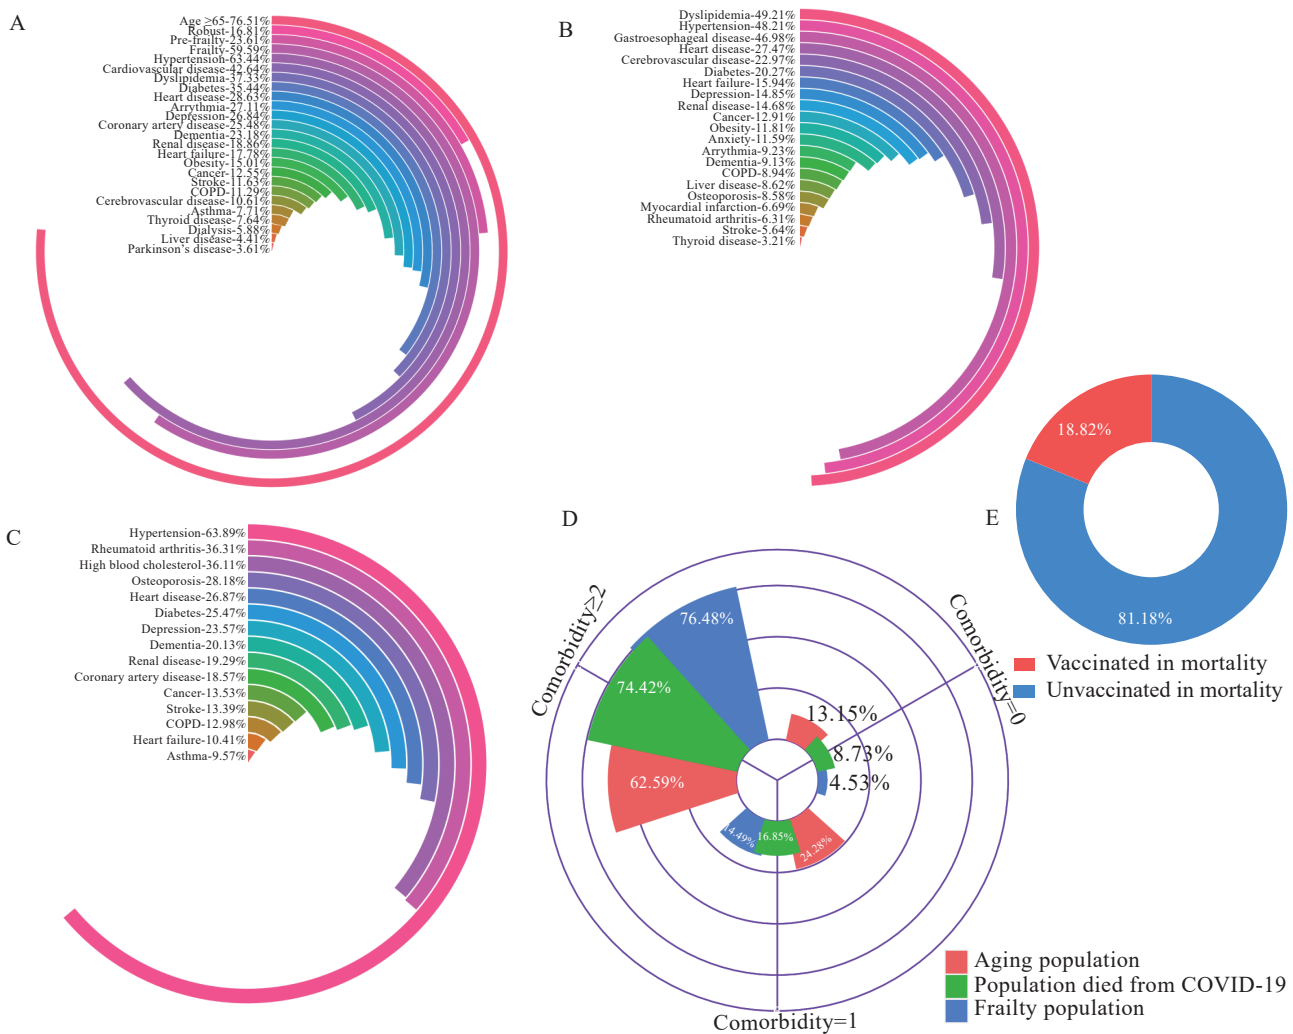 A
Age ≥65-76.51%
Robust-16.81%
Pre-frailty-23.61%
Frailty-59.59%
Hypertension-63.44%
Cardiovascular disease-42.64%
Dyslipidemia-37.33%
Diabetes-35.44%
Heart disease-28.63%
Arrythmia-27.11%
Depression-26.84%
Coronary artery disease-25.48%
Dementia-23.18%
Renal disease-18.86%
Heart failure-17.78%
Obesity-15.01%
Cancer-12.55%
Stroke-11.63%
COPD-11.29%
Cerebrovascular disease-10.61%
Asthma-7.71%
Thyroid disease-7.64%
Dialysis-5.88%
Liver disease-4.41%
Parkinson's disease-3.61%
B
Dyslipidemia-49.21%
Hypertension-48.21%
Gastroesophageal disease-46.98%
Heart disease-27.47%
Cerebrovascular disease-22.97%
Diabetes-20.27%
Heart failure-15.94%
Depression-14.85%
Renal disease-14.68%
Cancer-12.91%
Obesity-11.81%
Anxiety-11.59%
Arrythmia-9.23%
Dementia-9.13%
COPD-8.94%
Liver disease-8.62%
Osteoporosis-8.58%
Myocardial infarction-6.69%
Rheumatoid arthritis-6.31%
Stroke-5.64%
Thyroid disease-3.21%
C
Hypertension-63.89%
Rheumatoid arthritis-36.31%
High blood cholesterol-36.11%
Osteoporosis-28.18%
Heart disease-26.87%
Diabetes-25.47%
Depression-23.57%
Dementia-20.13%
Renal disease-19.29%
Coronary artery disease-18.57%
Cancer-13.53%
Stroke-13.39%
COPD-12.98%
Heart failure-10.41%
Asthma-9.57%
D
Comorbidity≥2
76.48%
74.42%
62.59%
Comorbidity=0
13.15%
8.73%
4.53%
14.49%
16.85%
24.28%
Comorbidity=1
Aging population
Population died from COVID-19
Frailty population
E
18.82%
81.18%
Vaccinated in mortality
Unvaccinated in mortality